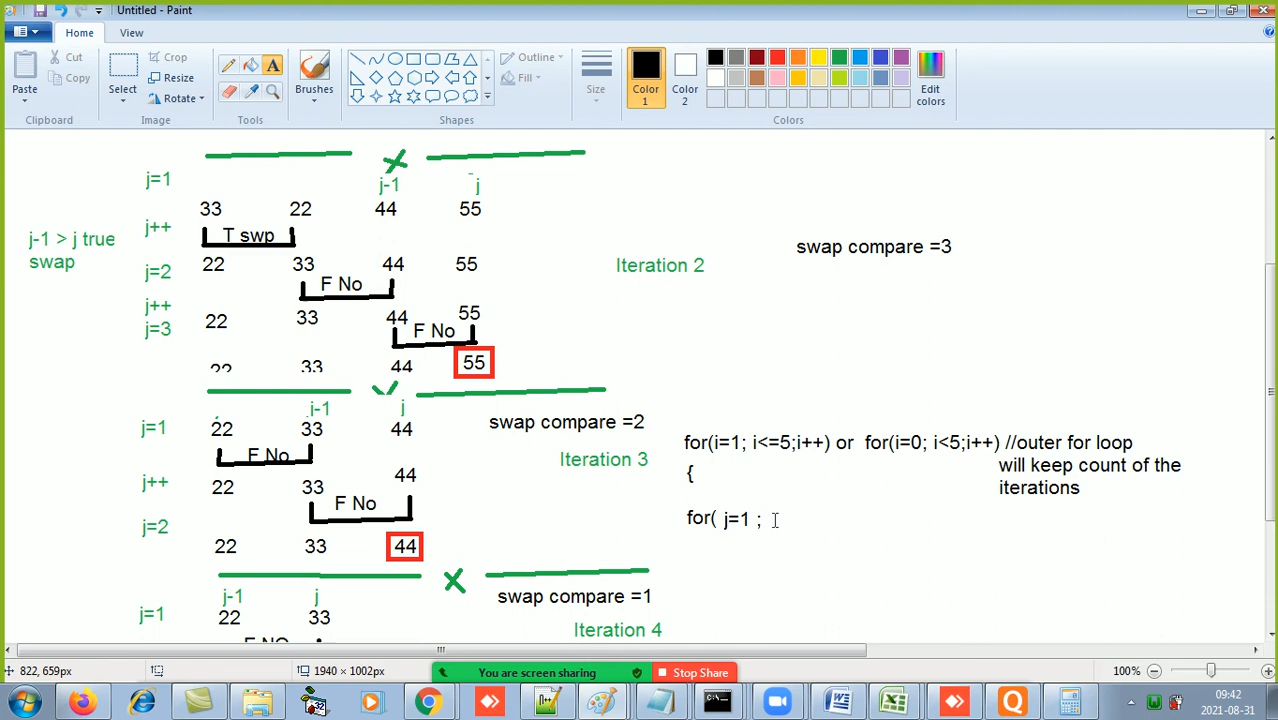 Untitled - Paint
Home View
Paste
Cut
Copy
Clipboard
Select
Crop
Resize
Rotate
Image
A
Tools
Brushes
Outline
Fill
Shapes
Size
Color 1
Color 2
Edit colors
Colors
j=1
j-1 j
33 22 44 55
j++
T swp
j-1 > j true
swap
22 33 44 55
j=2
F No
swap compare =3
Iteration 2
j++
j=3
22 33 44 55
F No
22 33 44 55
j-1 j
swap compare =2
j=1
22 33 44
F No
Iteration 3
j++
22 33 44
F No
j=2
22 33 44
for(i=1; i<=5;i++) or for(i=0; i<5;i++) //outer for loop
will keep count of the
iterations
{
for( j=1 ;
j-1 j
swap compare =1
j=1
22 33
Iteration 4
F NO
822, 659px
1940 × 1002px
You are screen sharing
Stop Share
100%
32
Q
09:42
2021-08-31